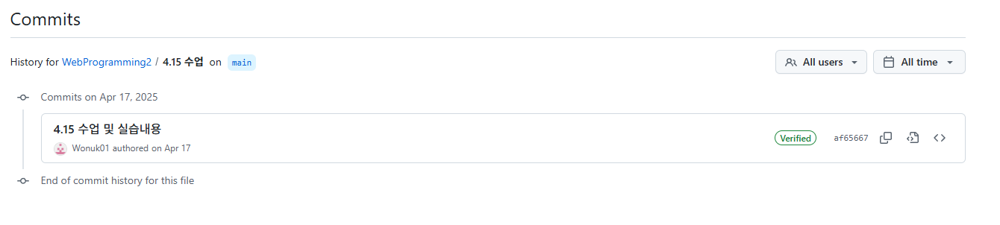 Commits
History for WebProgramming2 / 4.15 수업 on main
All users
All time
Commits on Apr 17, 2025
4.15 수업 및 실습내용
Wonuk01 authored on Apr 17
Verified
af65667
End of commit history for this file